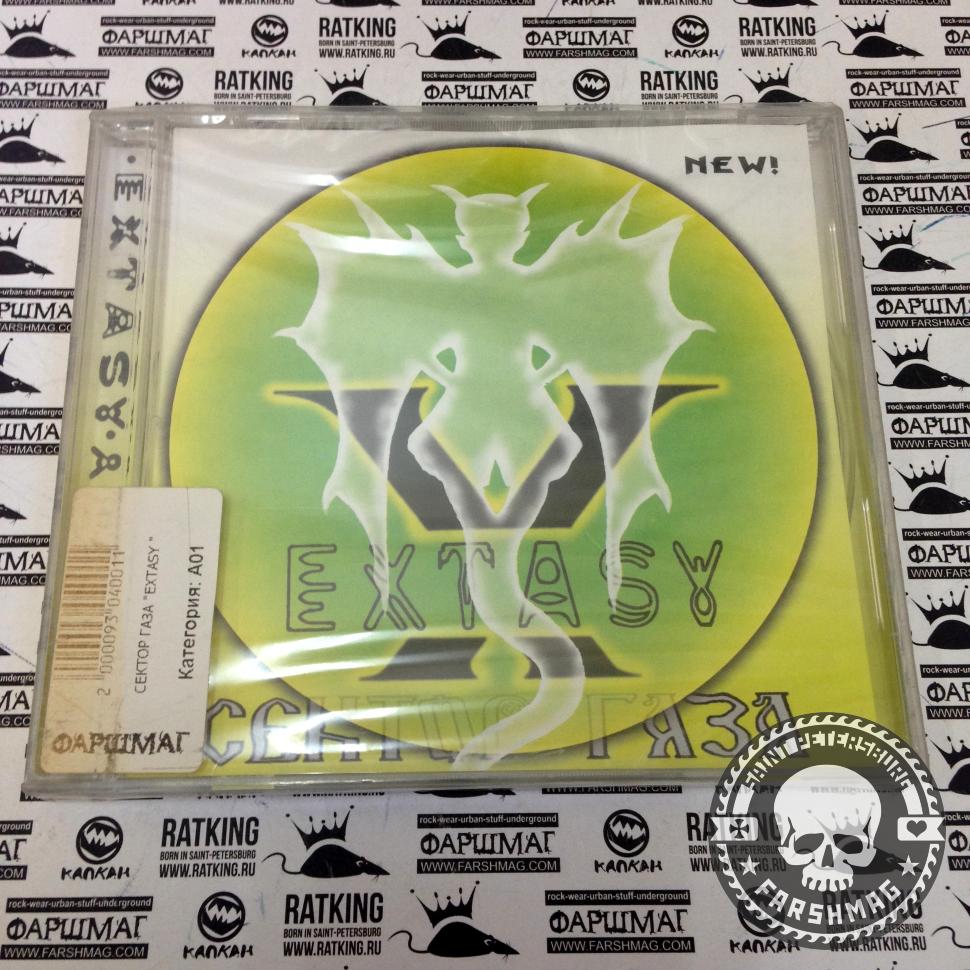 NEW!
· EXTASY · Y
X
EXTASY
СЕКТОР ГАЗА
2 000093 040011
СЕКТОР ГАЗА "EXTASY "
Категория: A01
ФАРШМАГ
SAINT PETERSBURG
FARSHMAG
rock-wear-urban-stuff-underground
ФАРШМАГ
WWW.FARSHMAG.COM
КАПКАН
RATKING
BORN IN SAINT-PETERSBURG
WWW.RATKING.RU